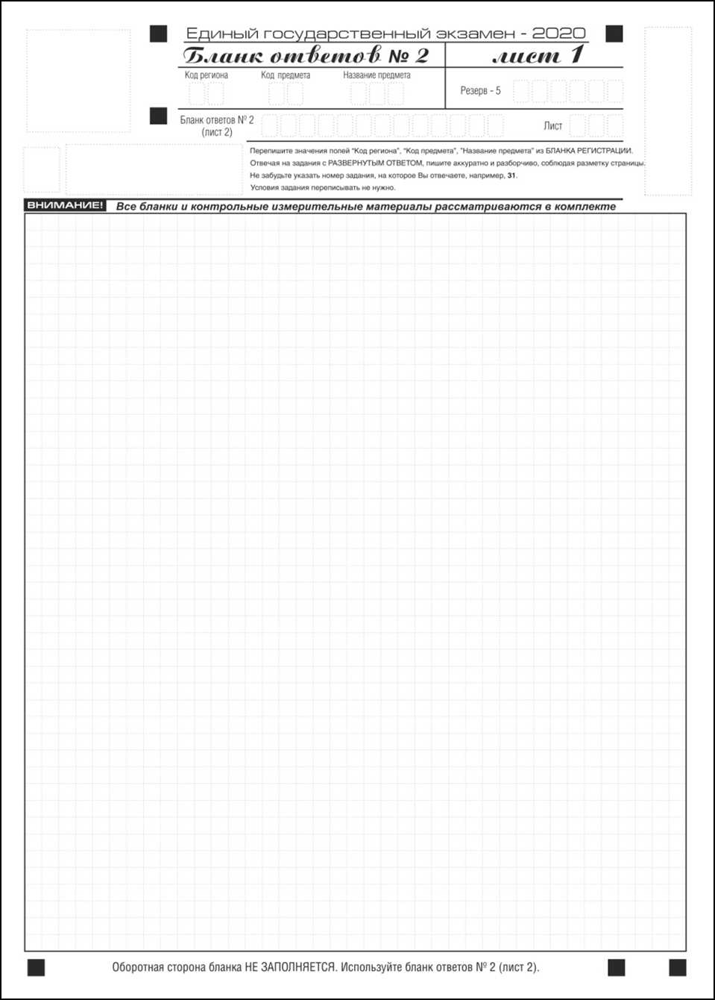 Единый государственный экзамен - 2020
Бланк ответов № 2
лист 1
Код региона
Код предмета
Название предмета
Резерв - 5
Бланк ответов № 2
(лист 2)
Лист
Перепишите значения полей “Код региона”, “Код предмета”, "Название предмета" из БЛАНКА РЕГИСТРАЦИИ.
Отвечая на задания с РАЗВЕРНУТЫМ ОТВЕТОМ, пишите аккуратно и разборчиво, соблюдая разметку страницы.
Не забудьте указать номер задания, на которое Вы отвечаете, например, 31.
Условия задания переписывать не нужно.
ВНИМАНИЕ! Все бланки и контрольные измерительные материалы рассматриваются в комплекте
Оборотная сторона бланка НЕ ЗАПОЛНЯЕТСЯ. Используйте бланк ответов № 2 (лист 2).